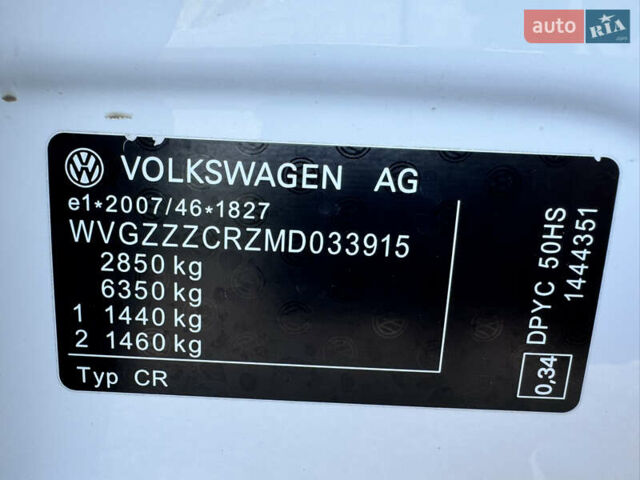 auto RIA
.com
VOLKSWAGEN AG
e1*2007/46*1827
WVGZZZCRZMD033915
2850 kg
6350 kg
1 1440 kg
2 1460 kg
Typ CR
0,34 DPYC 50HS
1444351